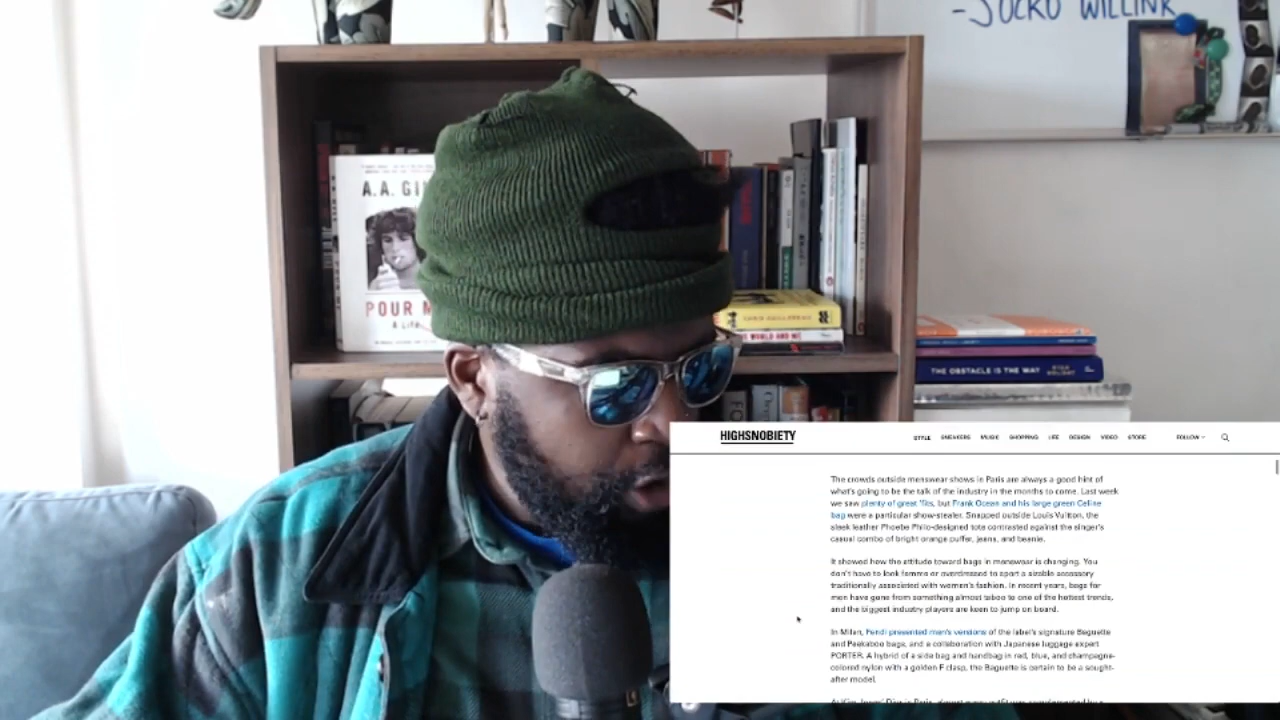 -JOCKO WILLINK
A.A. GI
POUR M
A Life
THE OBSTACLE IS THE WAY
RYAN HOLIDAY
HIGHSNOBIETY
STYLE SNEAKERS MUSIC SHOPPING LIFE DESIGN VIDEO STORE FOLLOW
The crowds outside menswear shows in Paris are always a good hint of
what's going to be the talk of the industry in the months to come. Last week
we saw plenty of great 'fits, but Frank Ocean and his large green Celine
bag were a particular show-stealer. Snapped outside Louis Vuitton, the
sleek leather Phoebe Philo-designed tote contrasted against the singer's
casual combo of bright orange puffer, jeans, and beanie.
It showed how the attitude toward bags in menswear is changing. You
don't have to look femme or overdressed to sport a sizable accessory
traditionally associated with women's fashion. In recent years, bags for
men have gone from something almost taboo to one of the hottest trends,
and the biggest industry players are keen to jump on board.
In Milan, Fendi presented men's versions of the label's signature Baguette
and Peekaboo bags, and a collaboration with Japanese luggage expert
PORTER. A hybrid of a side bag and handbag in red, blue, and champagne-
colored nylon with a golden F clasp, the Baguette is certain to be a sought-
after model.